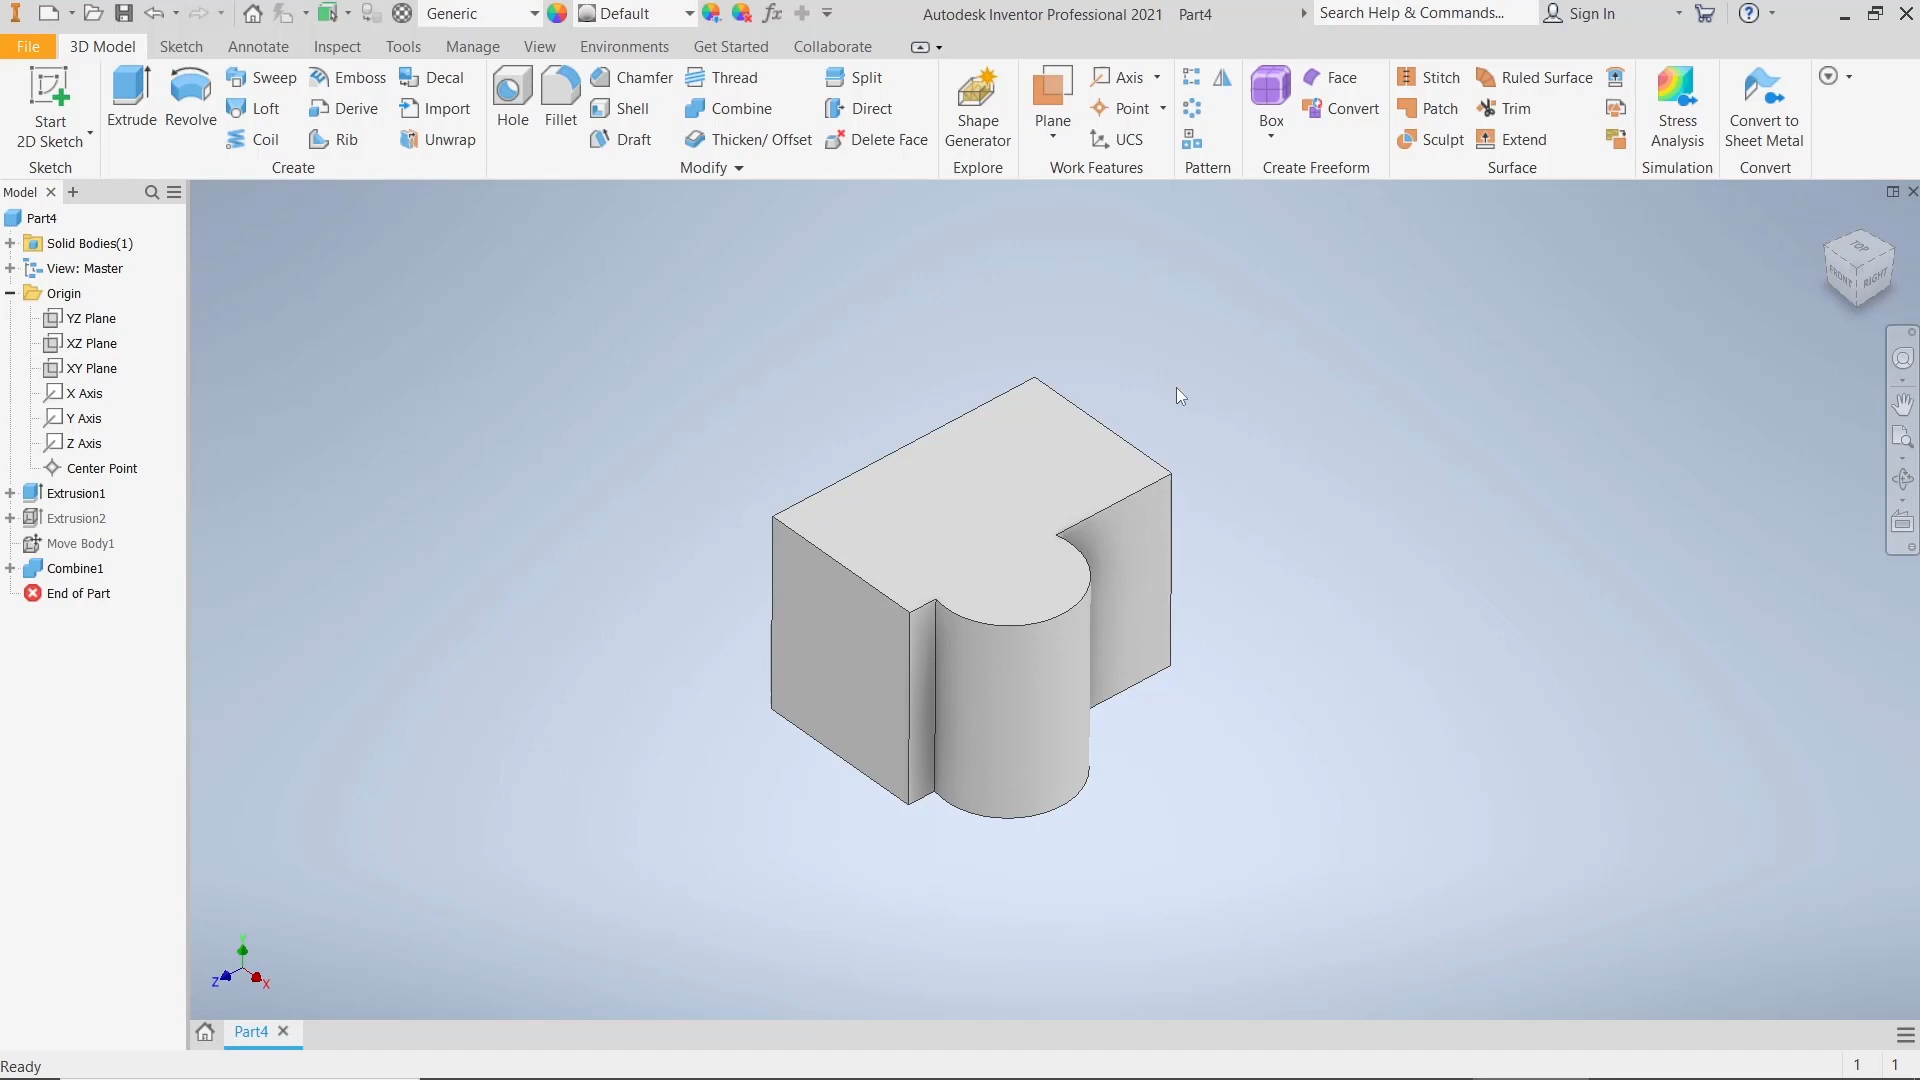 Generic
Default
Autodesk Inventor Professional 2021 Part4
Search Help & Commands...
Sign In
File
3D Model
Sketch
Annotate
Inspect
Tools
Manage
View
Environments
Get Started
Collaborate
Start
2D Sketch
Sketch
Extrude
Revolve
Sweep
Loft
Coil
Emboss
Derive
Rib
Decal
Import
Unwrap
Create
Hole
Fillet
Chamfer
Shell
Draft
Thread
Combine
Thicken/ Offset
Split
Direct
Delete Face
Modify
Shape
Generator
Explore
Plane
Axis
Point
UCS
Work Features
Pattern
Box
Face
Convert
Create Freeform
Stitch
Patch
Sculpt
Ruled Surface
Trim
Extend
Surface
Stress
Analysis
Simulation
Convert to
Sheet Metal
Convert
Model
Part4
Solid Bodies(1)
View: Master
Origin
YZ Plane
XZ Plane
XY Plane
X Axis
Y Axis
Z Axis
Center Point
Extrusion1
Extrusion2
Move Body1
Combine1
End of Part
TOP
FRONT
RIGHT
Y
Z
X
Part4
Ready
1
1